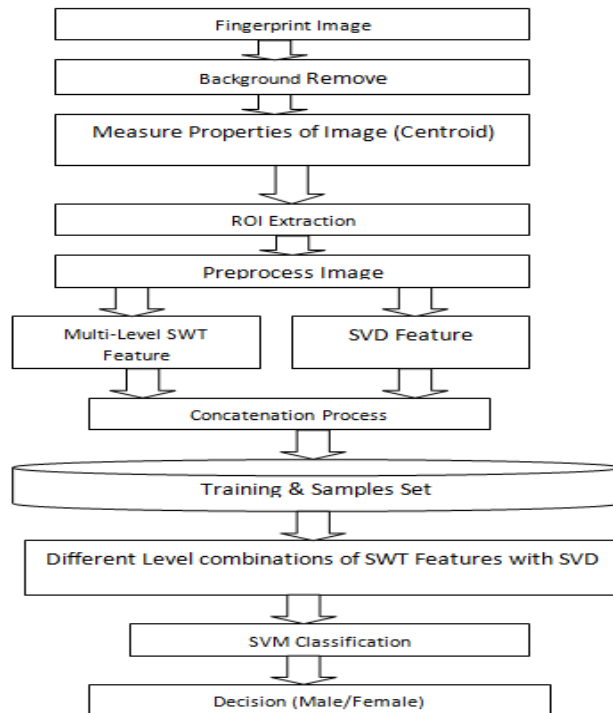 Fingerprint Image
Background Remove
Measure Properties of Image (Centroid)
ROI Extraction
Preprocess Image
Multi-Level SWT
Feature
SVD Feature
Concatenation Process
Training & Samples Set
Different Level combinations of SWT Features with SVD
SVM Classification
Decision (Male/Female)